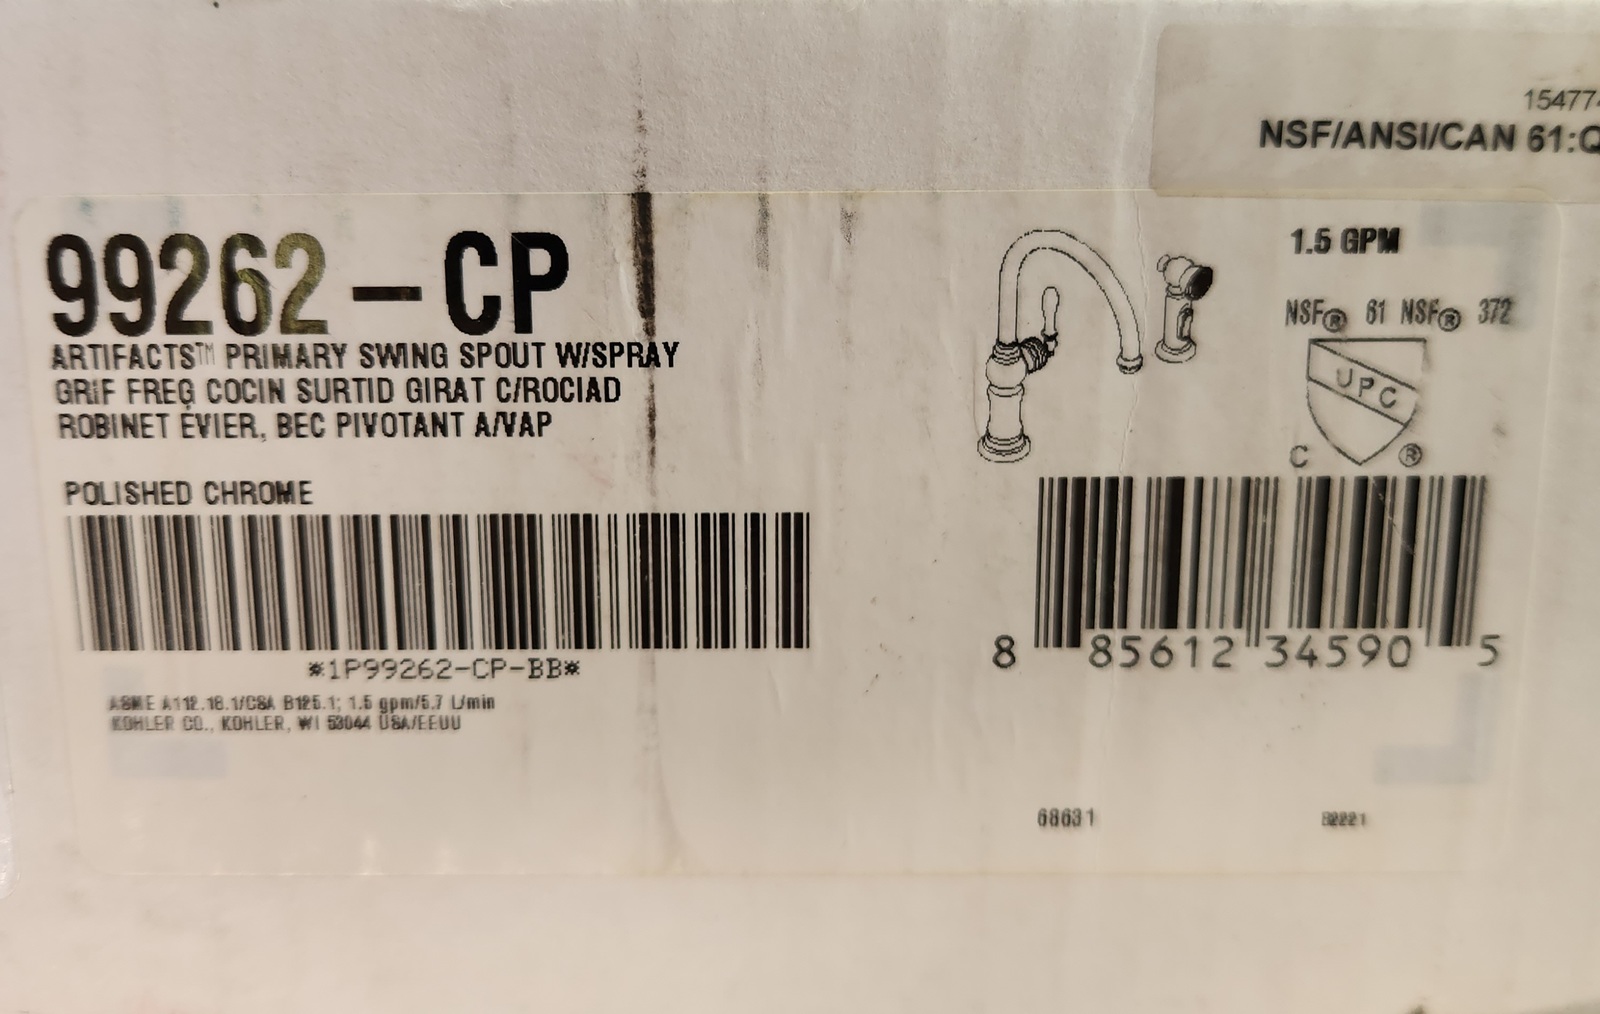 154774
NSF/ANSI/CAN 61:Q
99262-CP
ARTIFACTS™ PRIMARY SWING SPOUT W/SPRAY
GRIF FREG COCIN SURTID GIRAT C/ROCIAD
ROBINET ÉVIER, BEC PIVOTANT A/VAP
POLISHED CHROME
1.5 GPM
NSF® 61 NSF® 372
UPC
C ®
*1P99262-CP-BB*
8 85612 34590 5
ASME A112.18.1/CSA B125.1; 1.5 gpm/5.7 L/min
KOHLER CO., KOHLER, WI 53044 USA/EEUU
68631